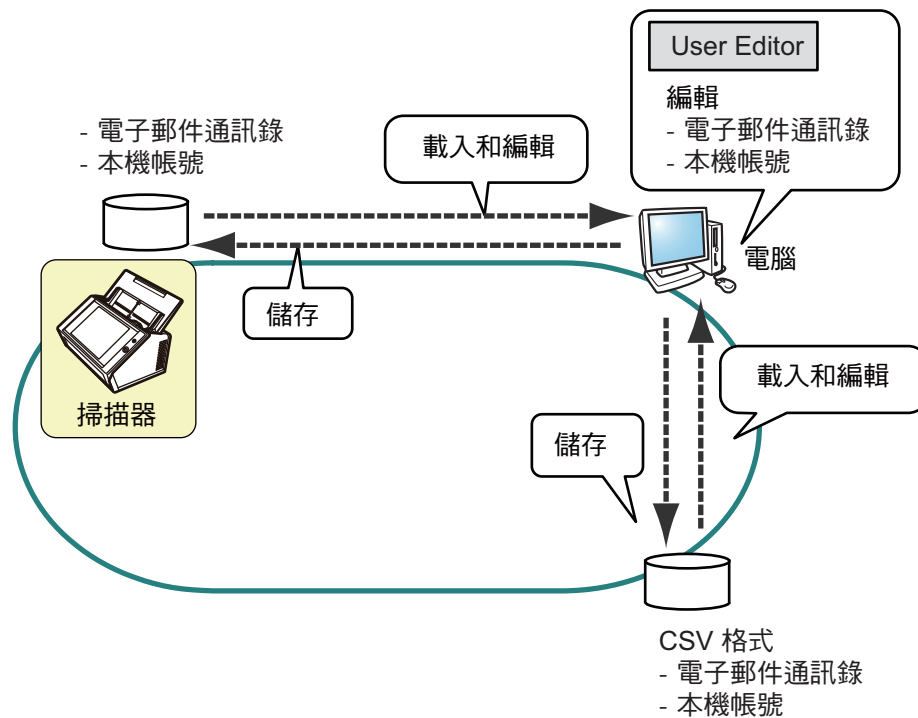 User Editor
編輯
- 電子郵件通訊錄
- 本機帳號
- 電子郵件通訊錄
- 本機帳號
載入和編輯
電腦
儲存
掃描器
載入和編輯
儲存
CSV 格式
- 電子郵件通訊錄
- 本機帳號